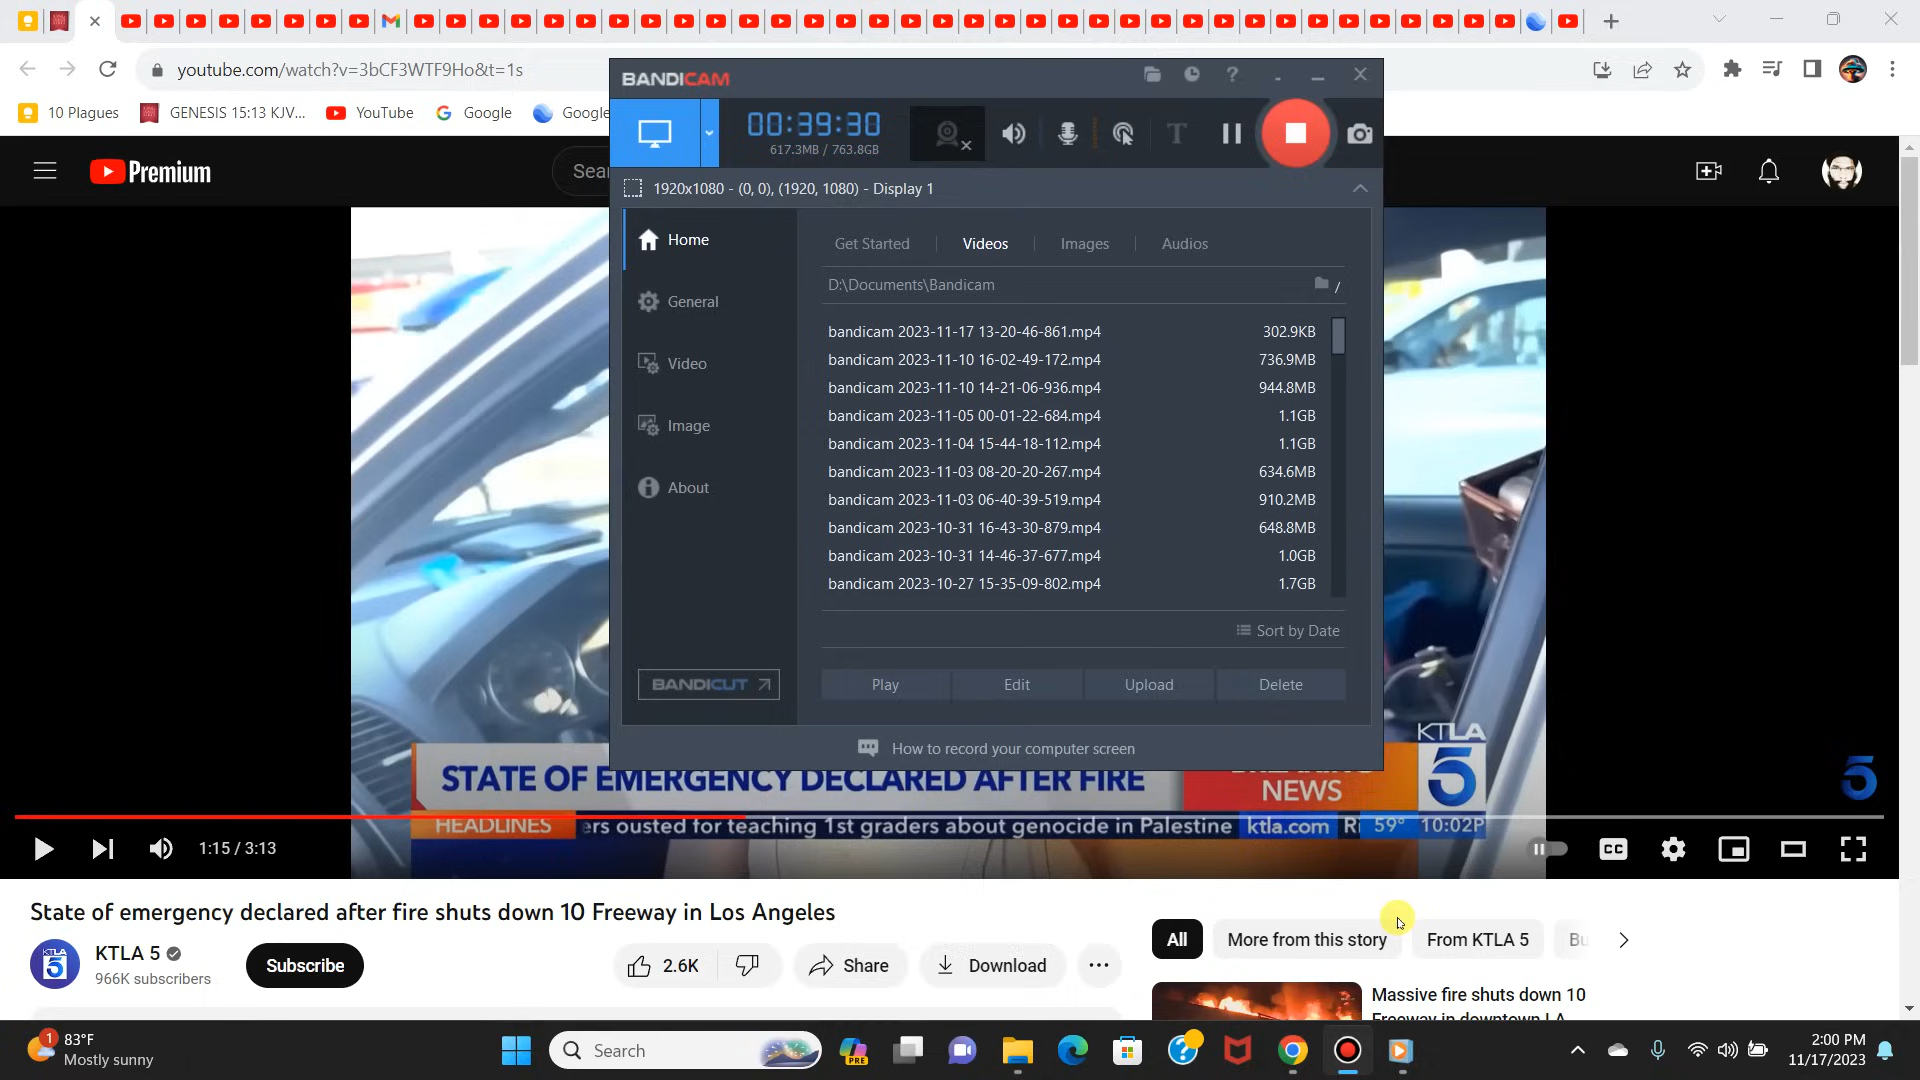 youtube.com/watch?v=3bCF3WTF9Ho&t=1s
10 Plagues
GENESIS 15:13 KJV...
YouTube
Google
Google
Premium
Sea
BANDICAM
00:39:30
617.3MB / 763.8GB
T
1920x1080 - (0, 0), (1920, 1080) - Display 1
Home
General
Video
Image
About
BANDICUT
Get Started
Videos
Images
Audios
D:\Documents\Bandicam
/
bandicam 2023-11-17 13-20-46-861.mp4 302.9KB
bandicam 2023-11-10 16-02-49-172.mp4 736.9MB
bandicam 2023-11-10 14-21-06-936.mp4 944.8MB
bandicam 2023-11-05 00-01-22-684.mp4 1.1GB
bandicam 2023-11-04 15-44-18-112.mp4 1.1GB
bandicam 2023-11-03 08-20-20-267.mp4 634.6MB
bandicam 2023-11-03 06-40-39-519.mp4 910.2MB
bandicam 2023-10-31 16-43-30-879.mp4 648.8MB
bandicam 2023-10-31 14-46-37-677.mp4 1.0GB
bandicam 2023-10-27 15-35-09-802.mp4 1.7GB
Sort by Date
Play
Edit
Upload
Delete
How to record your computer screen
KTLA
5
5
STATE OF EMERGENCY DECLARED AFTER FIRE
NEWS
HEADLINES
ers ousted for teaching 1st graders about genocide in Palestine
ktla.com
59° 10:02P
1:15 / 3:13
CC
State of emergency declared after fire shuts down 10 Freeway in Los Angeles
KTLA 5
966K subscribers
Subscribe
2.6K
Share
Download
All
More from this story
From KTLA 5
Bu
Massive fire shuts down 10
Freeway in downtown LA
1
83°F
Mostly sunny
Search
PRE
2:00 PM
11/17/2023